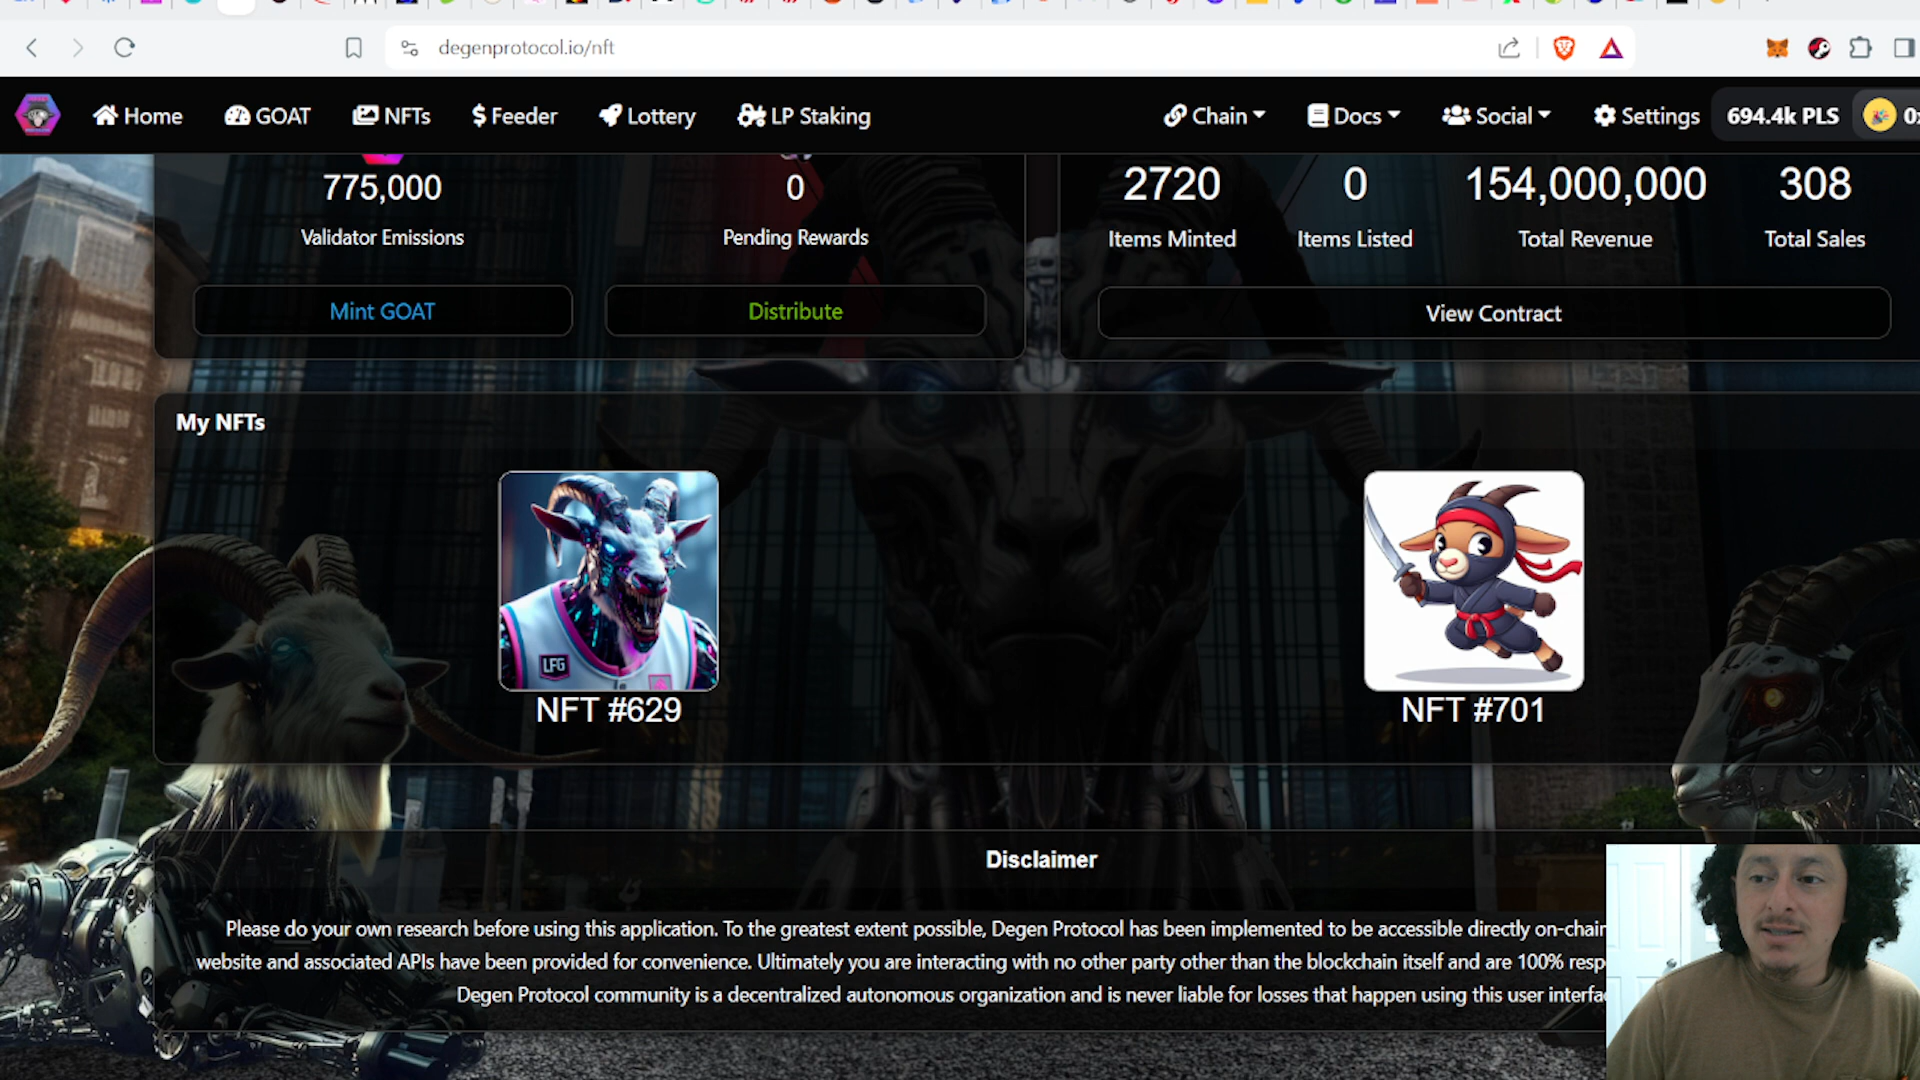 degenprotocol.io/nft
Home GOAT NFTs Feeder Lottery LP Staking Chain Docs Social Settings 694.4k PLS
775,000 0 2720 0 154,000,000 308
Validator Emissions Pending Rewards Items Minted Items Listed Total Revenue Total Sales
Mint GOAT Distribute View Contract
My NFTs
LFG
NFT #629 NFT #701
Disclaimer
Please do your own research before using this application. To the greatest extent possible, Degen Protocol has been implemented to be accessible directly on-chain
website and associated APIs have been provided for convenience. Ultimately you are interacting with no other party other than the blockchain itself and are 100%
Degen Protocol community is a decentralized autonomous organization and is never liable for losses that happen using this user